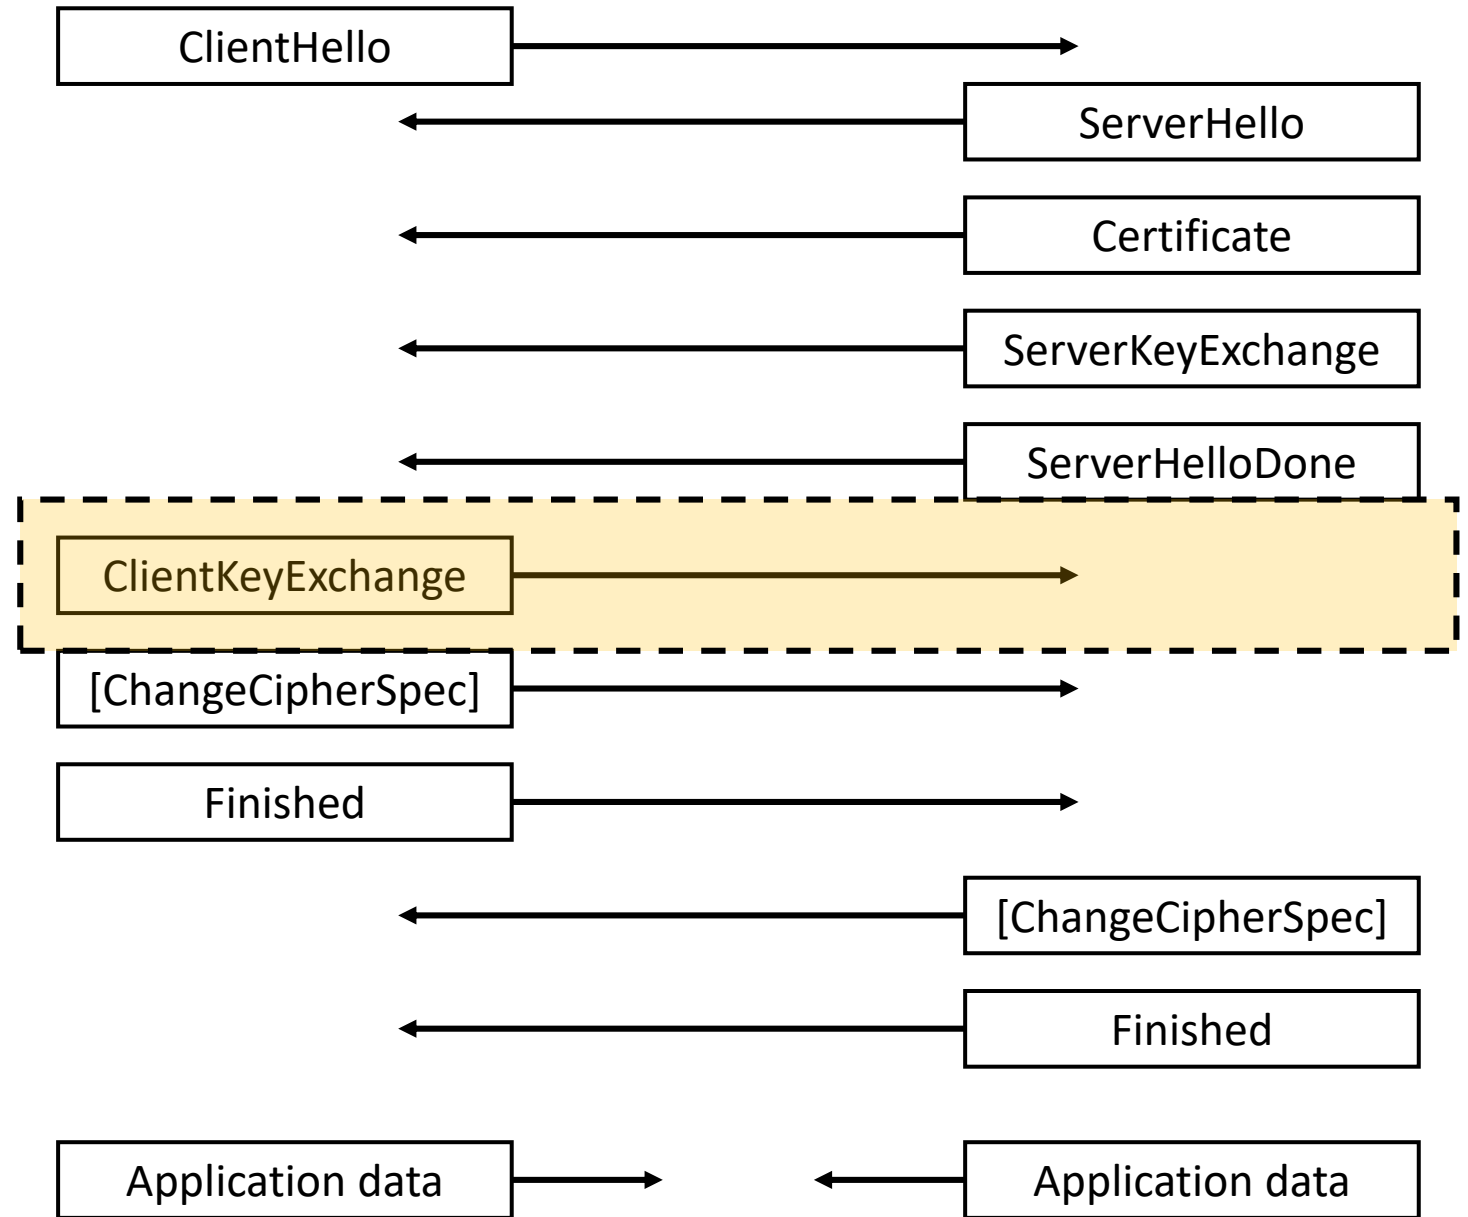 ClientHello
ServerHello
Certificate
ServerKeyExchange
ServerHelloDone
ClientKeyExchange
[ChangeCipherSpec]
Finished
[ChangeCipherSpec]
Finished
Application data
Application data